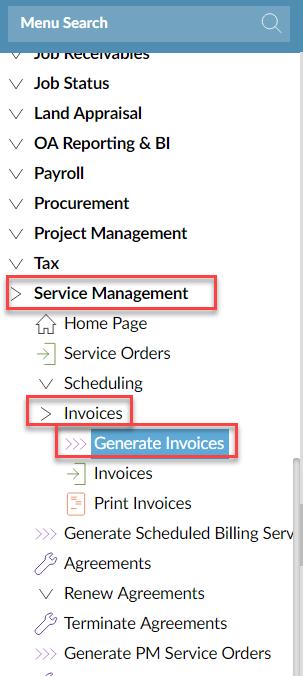 Menu Search
Job Receivables
Job Status
Land Appraisal
OA Reporting & BI
Payroll
Procurement
Project Management
Tax
Service Management
Home Page
Service Orders
Scheduling
Invoices
Generate Invoices
Invoices
Print Invoices
Generate Scheduled Billing Serv
Agreements
Renew Agreements
Terminate Agreements
Generate PM Service Orders